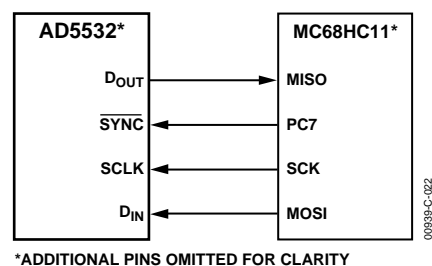 AD5532* MC68HC11*
DOUT MISO
SYNC PC7
SCLK SCK
DIN MOSI
00939-C-022
*ADDITIONAL PINS OMITTED FOR CLARITY